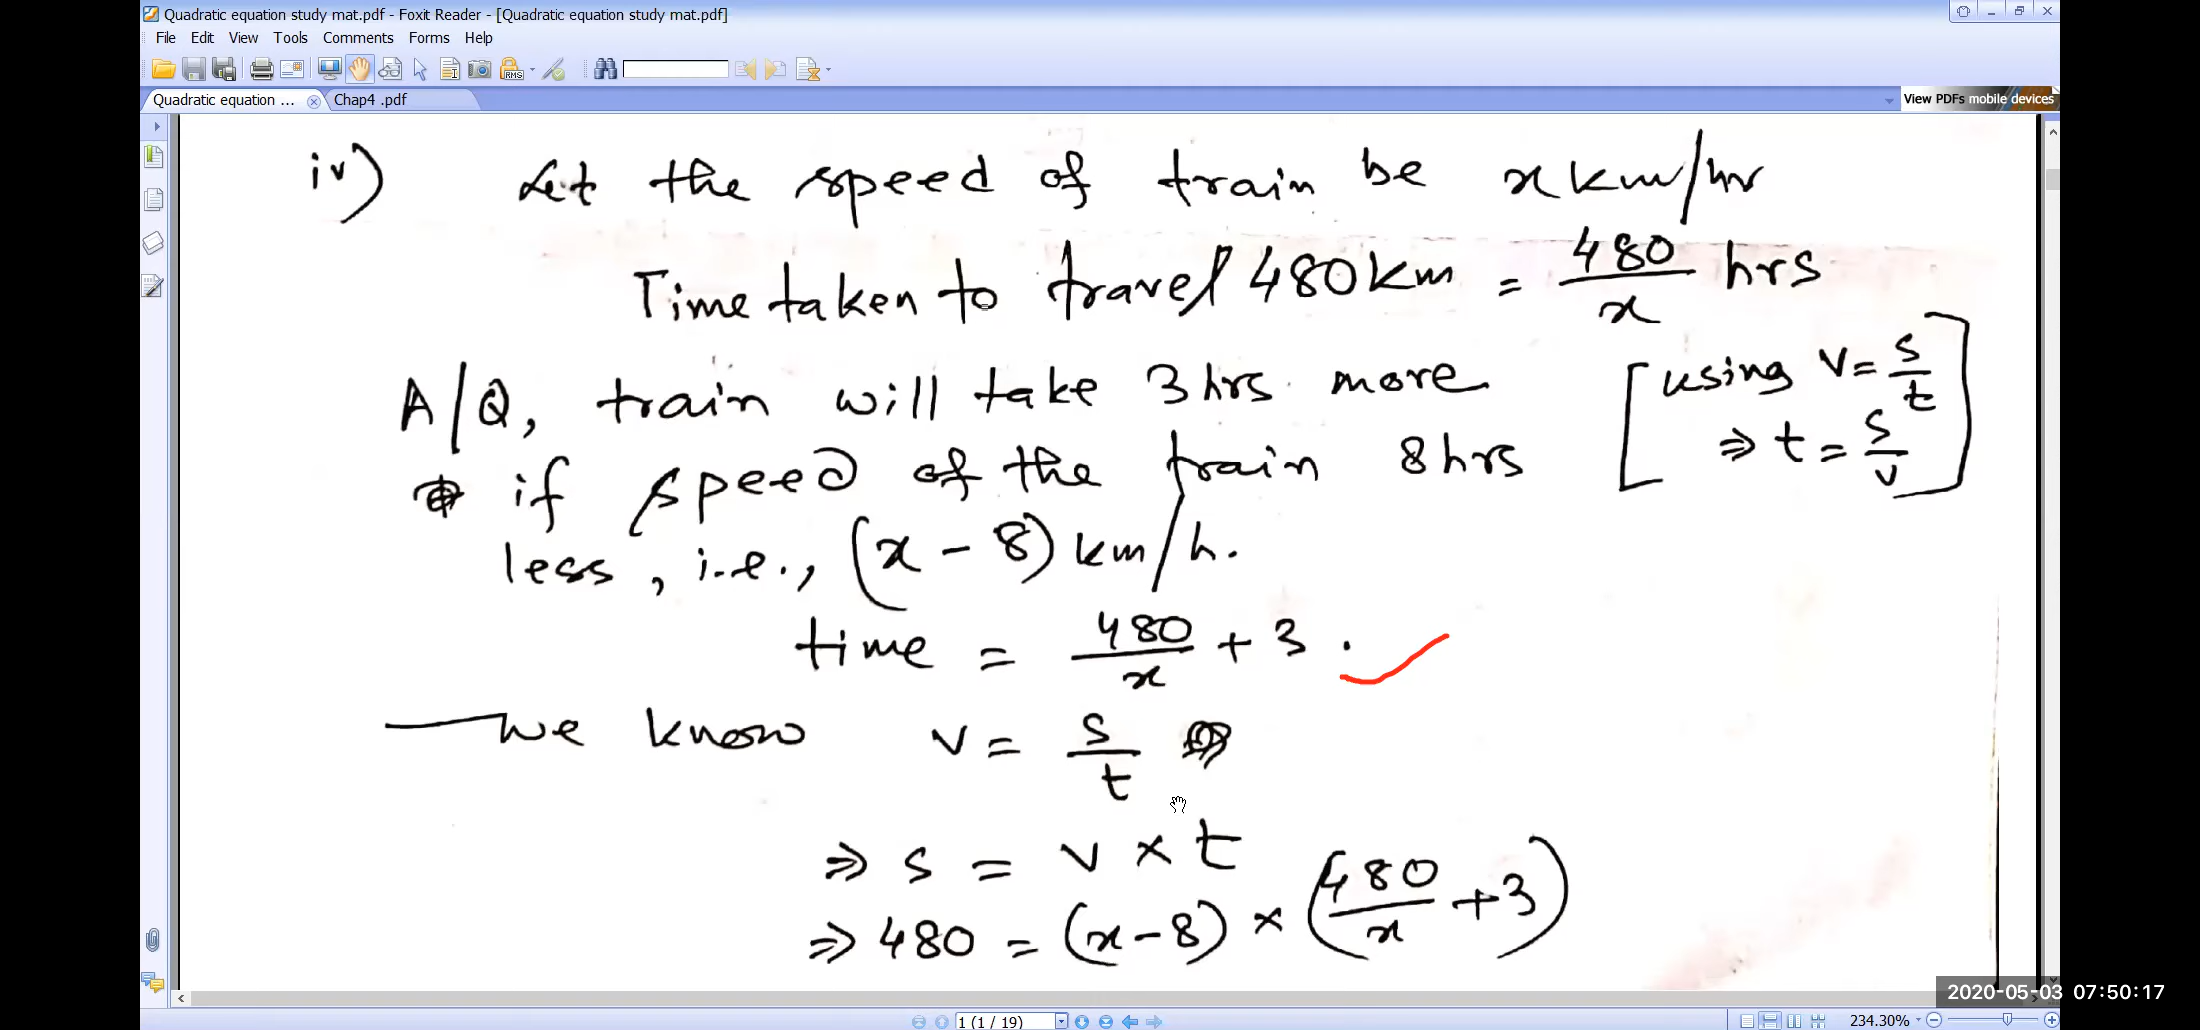 Quadratic equation study mat.pdf - Foxit Reader - [Quadratic equation study mat.pdf]
File Edit View Tools Comments Forms Help
Quadratic equation ... Chap4 .pdf View PDFs mobile devices
iv) Let the speed of train be x km/hr
Time taken to travel 480 km = 480/x hrs
A/Q, train will take 3 hrs. more [using v = s/t
if speed of the train 8 hrs ⇒ t = s/v]
less, i.e., (x - 8) km/h.
time = 480/x + 3 .
We know v = s/t
⇒ s = v × t
⇒ 480 = (x - 8) × (480/x + 3)
2020-05-03 07:50:17
1 (1 / 19) 234.30%